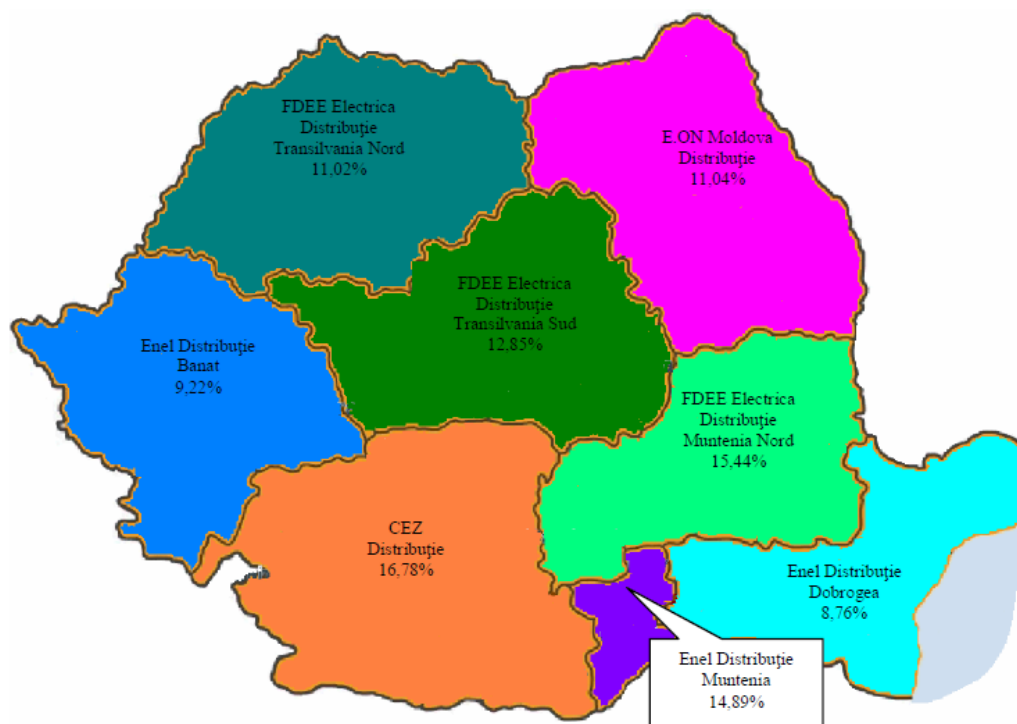 FDEE Electrica
Distribuţie
Transilvania Nord
11,02%
E.ON Moldova
Distribuţie
11,04%
FDEE Electrica
Distribuţie
Transilvania Sud
12,85%
Enel Distribuţie
Banat
9,22%
FDEE Electrica
Distribuţie
Muntenia Nord
15,44%
CEZ
Distribuţie
16,78%
Enel Distribuţie
Dobrogea
8,76%
Enel Distribuţie
Muntenia
14,89%